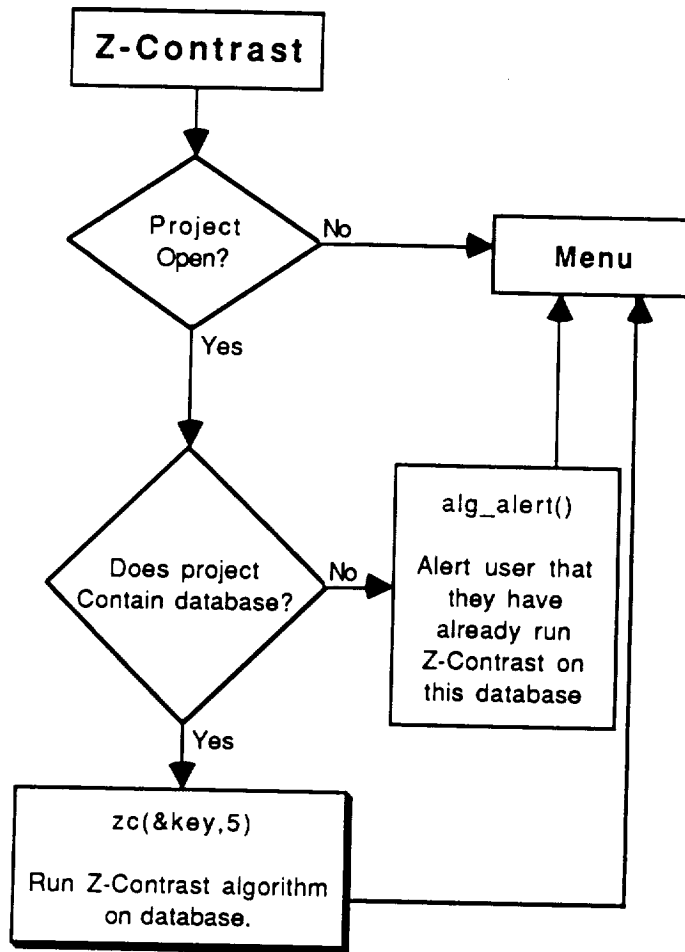 Z-Contrast
Project
Open?
No
Menu
Yes
Does project
Contain database?
No
alg_alert()
Alert user that
they have
already run
Z-Contrast on
this database
Yes
zc(&key,5)
Run Z-Contrast algorithm
on database.